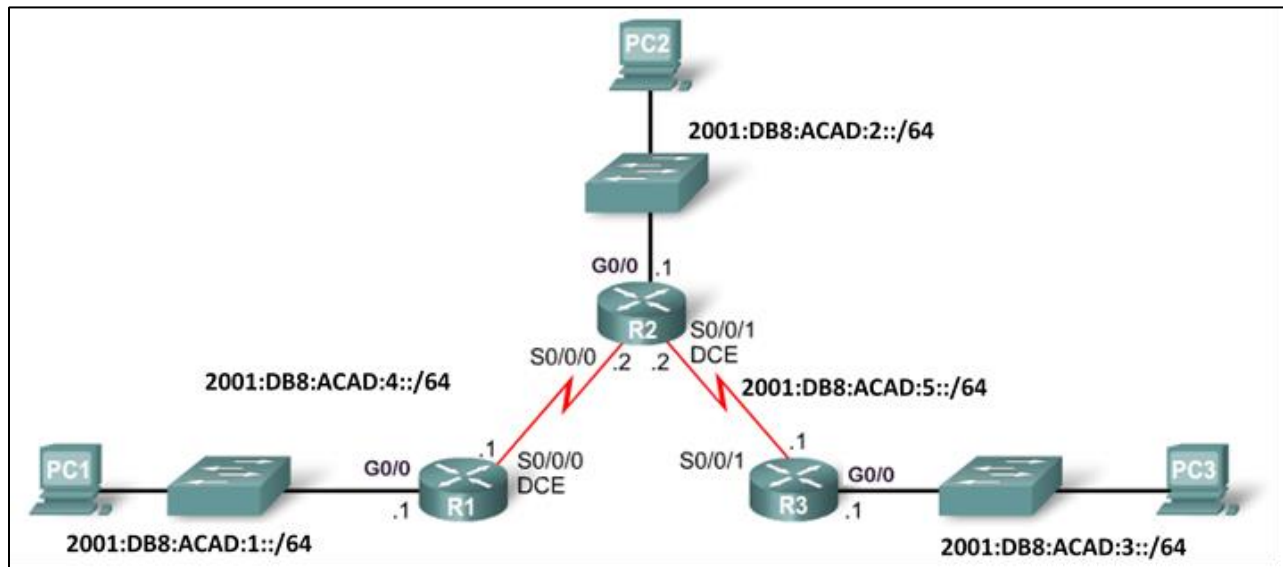 PC2
2001:DB8:ACAD:2::/64
G0/0
.1
R2
S0/0/1
DCE
S0/0/0
.2
.2
2001:DB8:ACAD:4::/64
2001:DB8:ACAD:5::/64
PC1
G0/0
.1
R1
.1
S0/0/0
DCE
S0/0/1
.1
R3
G0/0
.1
PC3
2001:DB8:ACAD:1::/64
2001:DB8:ACAD:3::/64